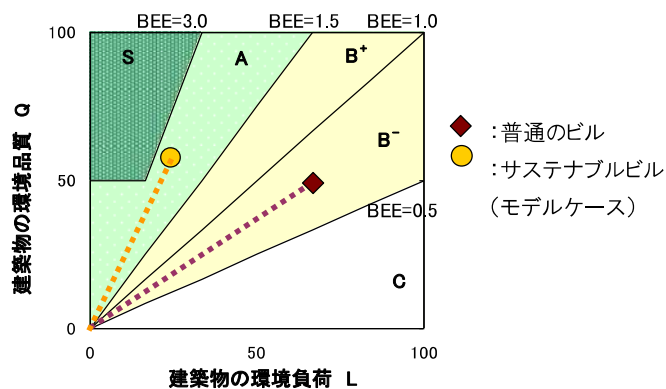 BEE=3.0 BEE=1.5 BEE=1.0
100
S A B+
B-
50
BEE=0.5
C
0
0 50 100
建築物の環境品質 Q
建築物の環境負荷 L
:普通のビル
:サステナブルビル
(モデルケース)